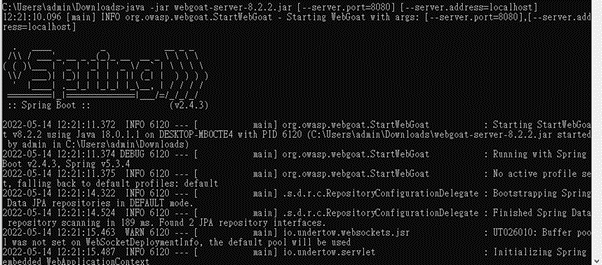 C:\Users\admin\Downloads>java -jar webgoat-server-8.2.2.jar [--server.port=8080] [--server.address=localhost]
12:21:10.096 [main] INFO org.owasp.webgoat.StartWebGoat - Starting WebGoat with args: [--server.port=8080],[--server.address=localhost]
:: Spring Boot ::                (v2.4.3)
2022-05-14 12:21:11.372  INFO 6120 --- [           main] org.owasp.webgoat.StartWebGoat           : Starting StartWebGoa
t v8.2.2 using Java 18.0.1.1 on DESKTOP-MBOCTE4 with PID 6120 (C:\Users\admin\Downloads\webgoat-server-8.2.2.jar started
 by admin in C:\Users\admin\Downloads)
2022-05-14 12:21:11.374 DEBUG 6120 --- [           main] org.owasp.webgoat.StartWebGoat           : Running with Spring
Boot v2.4.3, Spring v5.3.4
2022-05-14 12:21:11.375  INFO 6120 --- [           main] org.owasp.webgoat.StartWebGoat           : No active profile se
t, falling back to default profiles: default
2022-05-14 12:21:14.322  INFO 6120 --- [           main] .s.d.r.c.RepositoryConfigurationDelegate : Bootstrapping Spring
 Data JPA repositories in DEFAULT mode.
2022-05-14 12:21:14.524  INFO 6120 --- [           main] .s.d.r.c.RepositoryConfigurationDelegate : Finished Spring Data
 repository scanning in 189 ms. Found 2 JPA repository interfaces.
2022-05-14 12:21:15.463  WARN 6120 --- [           main] io.undertow.websockets.jsr               : UT026010: Buffer poo
l was not set on WebSocketDeploymentInfo, the default pool will be used
2022-05-14 12:21:15.487  INFO 6120 --- [           main] io.undertow.servlet                      : Initializing Spring
embedded WebApplicationContext